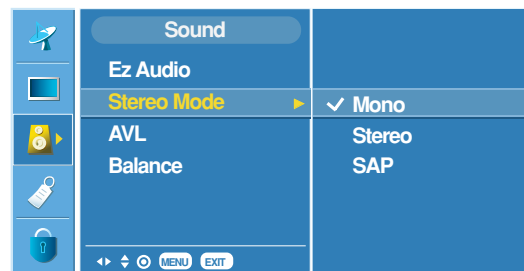 Sound
Ez Audio
Stereo Mode
AVL
Balance
MENU EXIT
Mono
Stereo
SAP